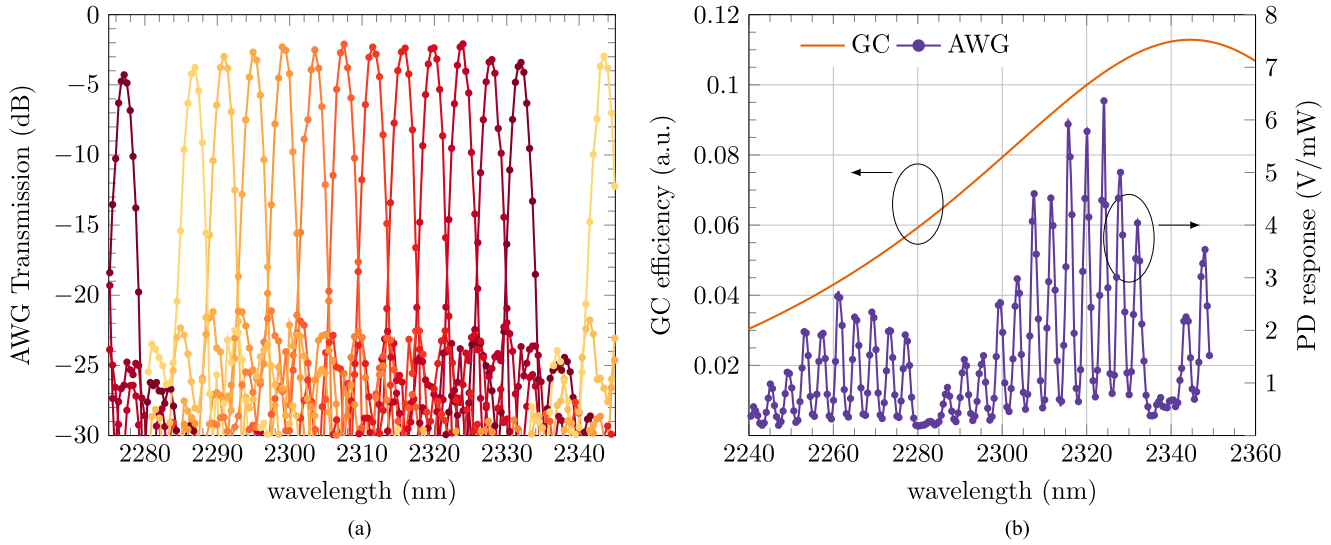 0
−5
−10
−15
−20
−25
−30
AWG Transmission (dB)
2280 2290 2300 2310 2320 2330 2340
wavelength (nm)
(a)
0.12
0.1
0.08
0.06
0.04
0.02
GC efficiency (a.u.)
GC AWG
8
7
6
5
4
3
2
1
PD response (V/mW)
2240 2260 2280 2300 2320 2340 2360
wavelength (nm)
(b)